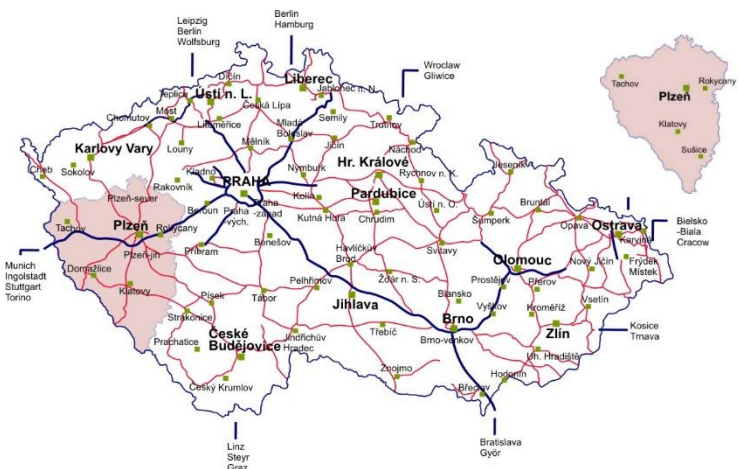 Leipzig
Berlin
Wolfsburg
Berlin
Hamburg
Wroclaw
Gliwice
Děčín
Liberec
Jablonec n. N.
Teplice
Ústí n. L.
Česká Lípa
Semily
Most
Chomutov
Litoměřice
Mladá
Boleslav
Trutnov
Jičín
Mělník
Louny
Karlovy Vary
Náchod
Cheb
Sokolov
Kladno
Nymburk
Hr. Králové
Rychnov n. K.
Jeseník
Rakovník
PRAHA
Plzeň-sever
Kolín
Pardubice
Praha
-západ
Praha
-vých.
Beroun
Kutná Hora
Chrudim
Ústí n. O.
Šumperk
Bruntál
Opava
Ostrava
Karviná
Bielsko
-Biala
Cracow
Tachov
Plzeň
Rokycany
Plzeň-jih
Příbram
Benešov
Havlíčkův
Brod
Svitavy
Olomouc
Nový Jičín
Frýdek
Místek
Munich
Ingolstadt
Stuttgart
Torino
Domažlice
Klatovy
Písek
Tábor
Pelhřimov
Žďár n. S.
Prostějov
Přerov
Jihlava
Blansko
Vyškov
Kroměříž
Vsetín
Strakonice
Prachatice
České
Budějovice
Jindřichův
Hradec
Třebíč
Brno
Brno-venkov
Zlín
Kosice
Trnava
Uh. Hradiště
Český Krumlov
Znojmo
Břeclav
Hodonín
Linz
Steyr
Graz
Bratislava
Györ
Tachov
Plzeň
Rokycany
Klatovy
Sušice